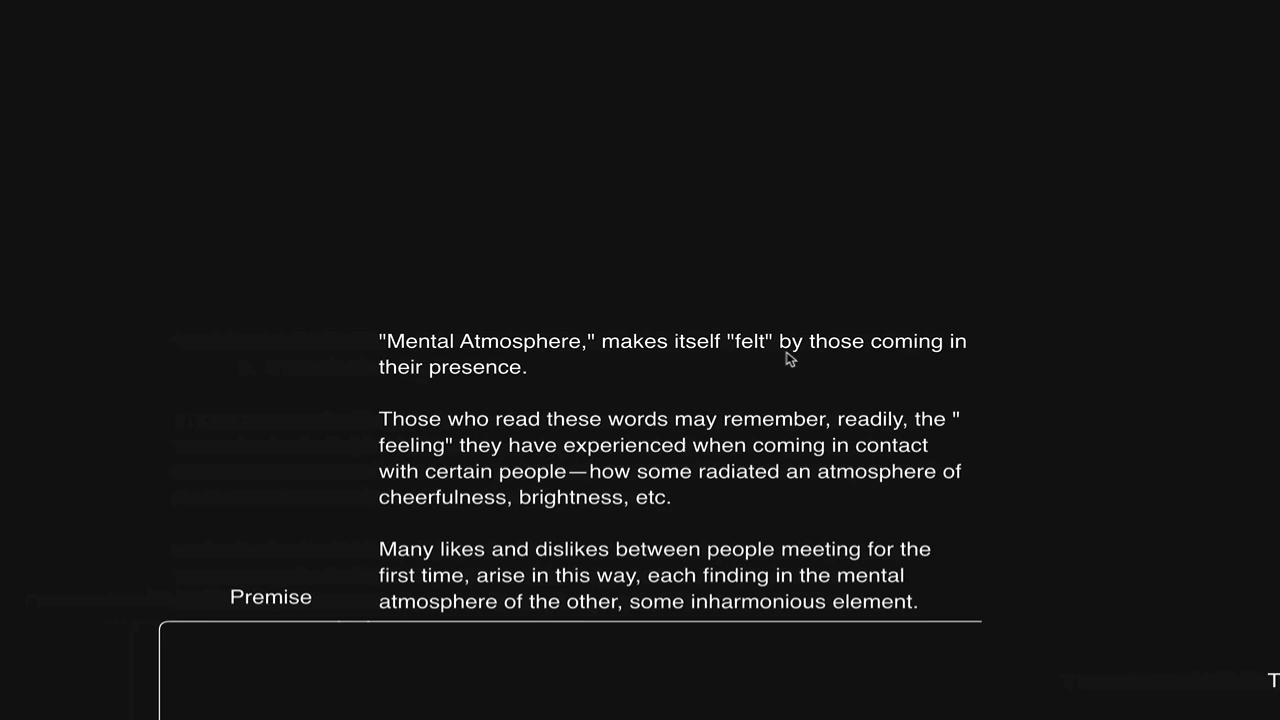 "Mental Atmosphere," makes itself "felt" by those coming in
their presence.
Those who read these words may remember, readily, the "
feeling" they have experienced when coming in contact
with certain people—how some radiated an atmosphere of
cheerfulness, brightness, etc.
Many likes and dislikes between people meeting for the
first time, arise in this way, each finding in the mental
atmosphere of the other, some inharmonious element.
Premise